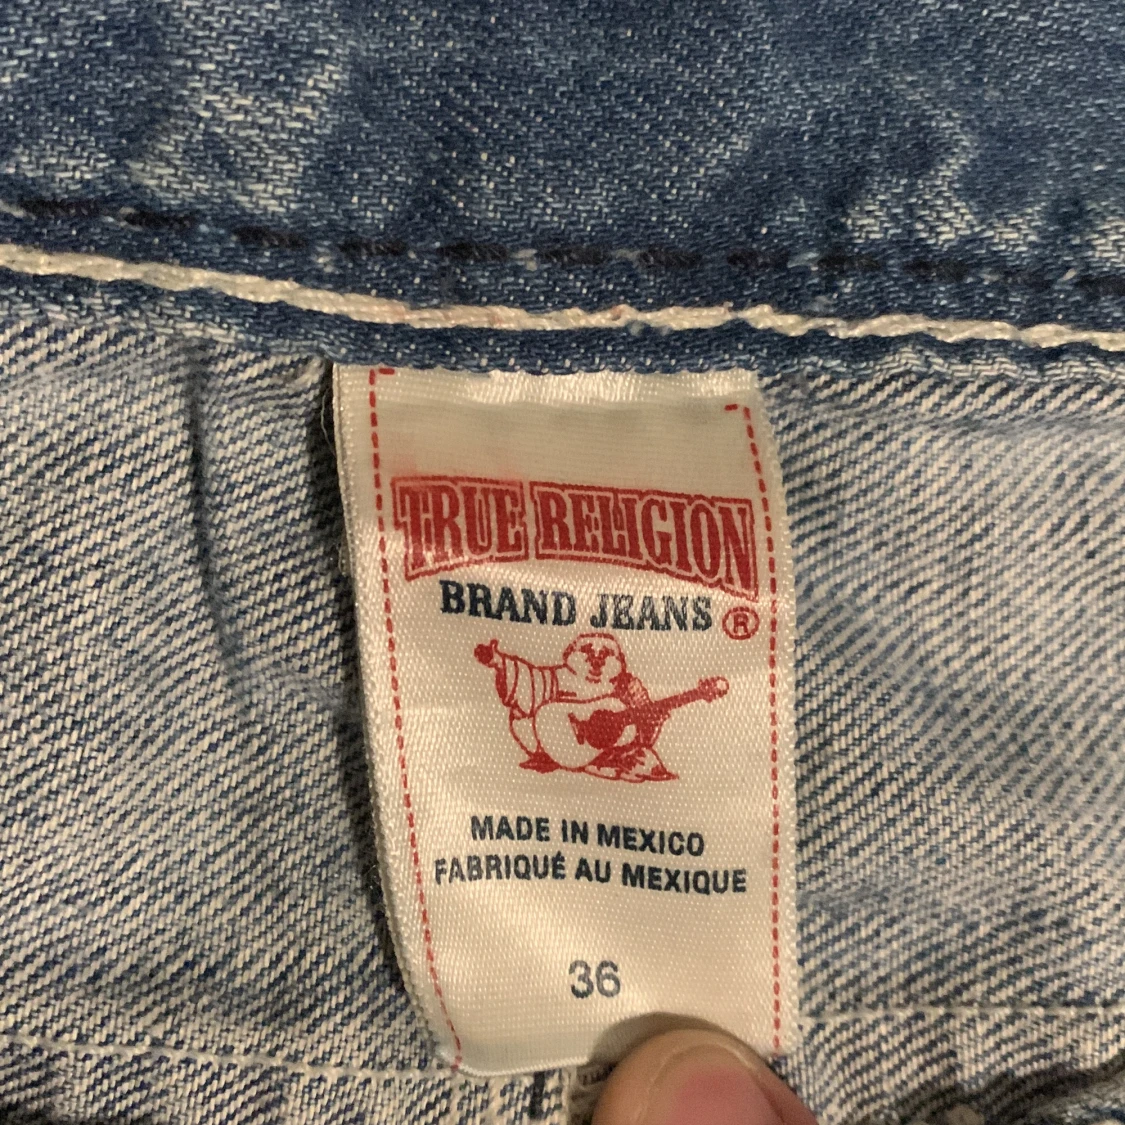 TRUE RELIGION
BRAND JEANS ®
MADE IN MEXICO
FABRIQUÉ AU MEXIQUE
36